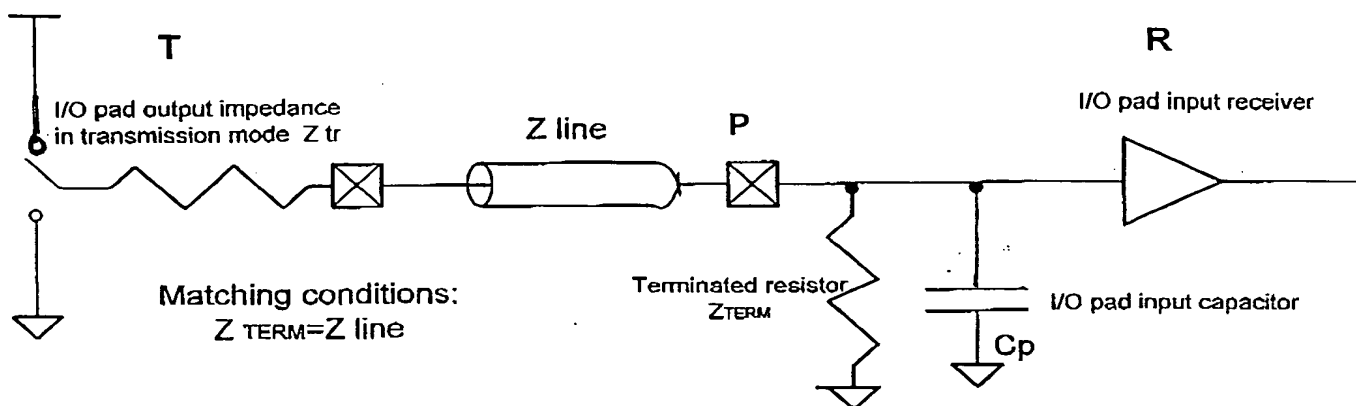 T
I/O pad output impedance
in transmission mode Z tr
Z line
P
R
I/O pad input receiver
Matching conditions:
Z TERM=Z line
Terminated resistor
ZTERM
I/O pad input capacitor
Cp